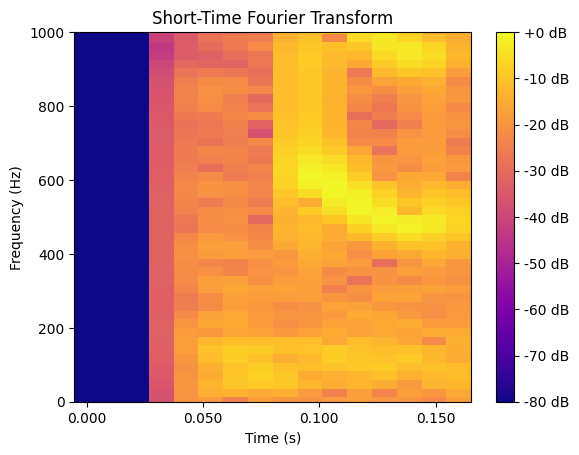 Short-Time Fourier Transform
1000
800
600
400
200
0
Frequency (Hz)
0.000
0.050
0.100
0.150
Time (s)
+0 dB
-10 dB
-20 dB
-30 dB
-40 dB
-50 dB
-60 dB
-70 dB
-80 dB